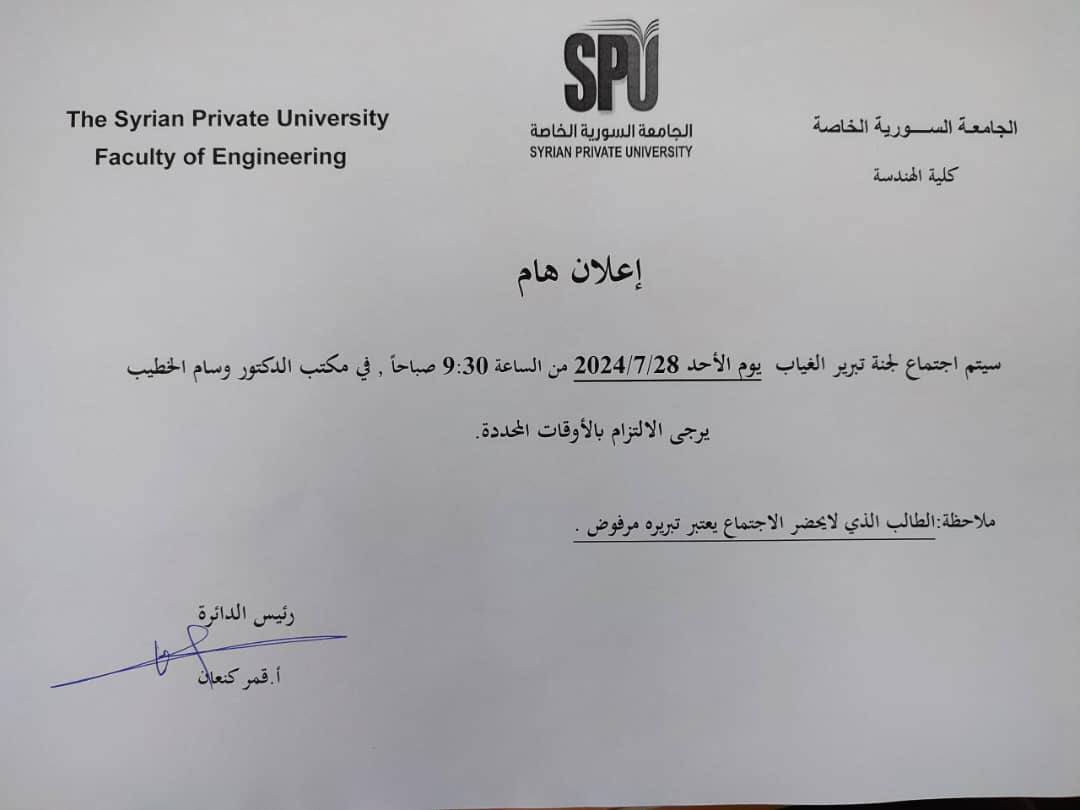 The Syrian Private University
Faculty of Engineering
SPU
الجامعة السورية الخاصة
SYRIAN PRIVATE UNIVERSITY
الجامعة الســـورية الخاصة
كلية الهندسة
إعلان هام
سيتم اجتماع لجنة تبرير الغياب يوم الأحد 2024/7/28 من الساعة 9:30 صباحاً , في مكتب الدكتور وسام الخطيب
يرجى الالتزام بالأوقات المحددة.
ملاحظة:الطالب الذي لايحضر الاجتماع يعتبر تبريره مرفوض .
رئيس الدائرة
أ.قمر كنعان